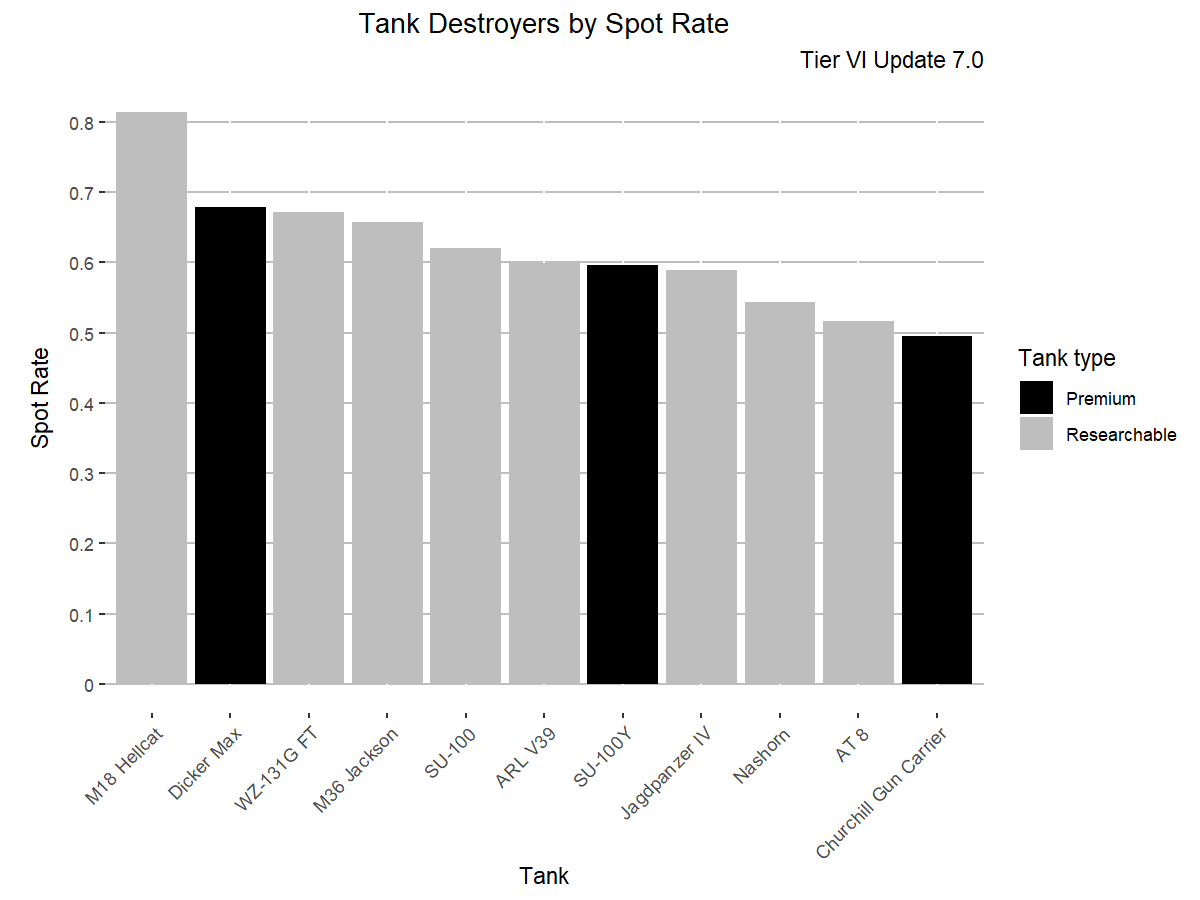 Tank Destroyers by Spot Rate
Tier VI Update 7.0
Spot Rate
0.8
0.7
0.6
0.5
0.4
0.3
0.2
0.1
0
M18 Hellcat
Dicker Max
WZ-131G FT
M36 Jackson
SU-100
ARL V39
SU-100Y
Jagdpanzer IV
Nashorn
AT 8
Churchill Gun Carrier
Tank
Tank type
Premium
Researchable